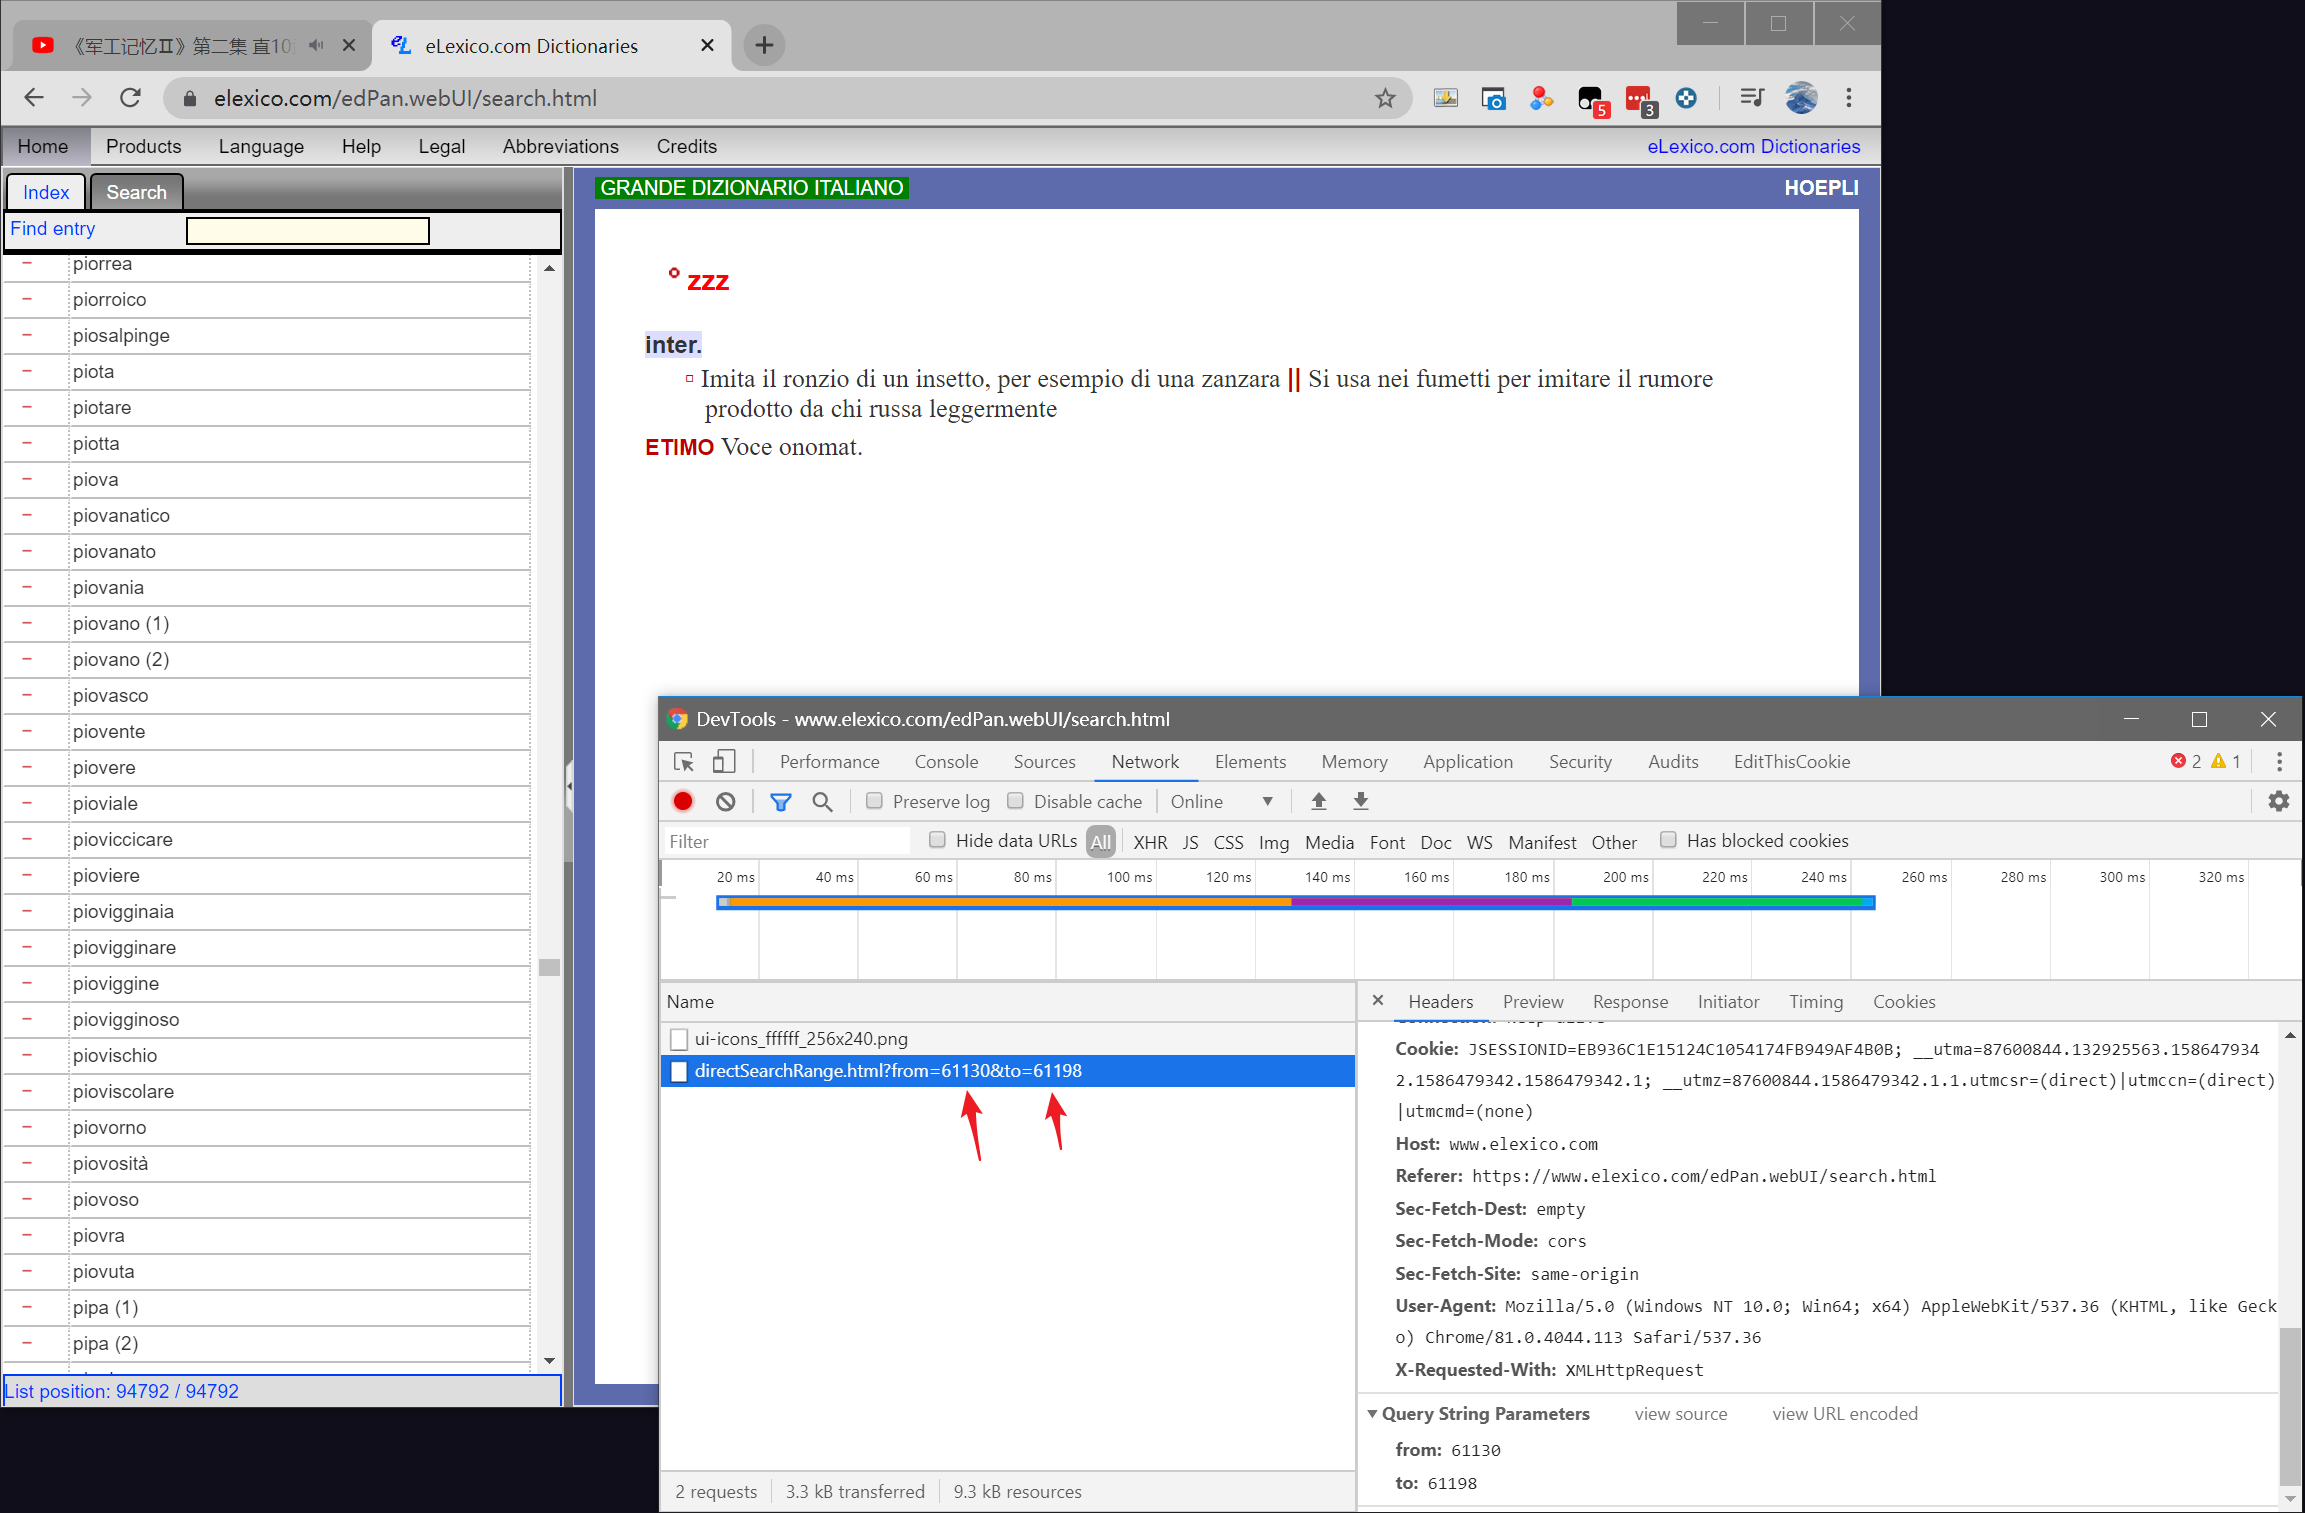 《军工记忆Ⅱ》第二集 直10
eLexico.com Dictionaries
elexico.com/edPan.webUI/search.html
5
3
Home Products Language Help Legal Abbreviations Credits eLexico.com Dictionaries
Index Search
Find entry
piorrea
piorroico
piosalpinge
piota
piotare
piotta
piova
piovanatico
piovanato
piovania
piovano (1)
piovano (2)
piovasco
piovente
piovere
pioviale
pioviccicare
pioviere
piovigginaia
piovigginare
pioviggine
piovigginoso
piovischio
pioviscolare
piovorno
piovosità
piovoso
piovra
piovuta
pipa (1)
pipa (2)
List position: 94792 / 94792
GRANDE DIZIONARIO ITALIANO HOEPLI
zzz
inter.
Imita il ronzio di un insetto, per esempio di una zanzara || Si usa nei fumetti per imitare il rumore
prodotto da chi russa leggermente
ETIMO Voce onomat.
DevTools - www.elexico.com/edPan.webUI/search.html
Performance Console Sources Network Elements Memory Application Security Audits EditThisCookie 2 1
Preserve log Disable cache Online
Filter Hide data URLs All XHR JS CSS Img Media Font Doc WS Manifest Other Has blocked cookies
20 ms 40 ms 60 ms 80 ms 100 ms 120 ms 140 ms 160 ms 180 ms 200 ms 220 ms 240 ms 260 ms 280 ms 300 ms 320 ms
Name
ui-icons_ffffff_256x240.png
directSearchRange.html?from=61130&to=61198
2 requests 3.3 kB transferred 9.3 kB resources
Headers Preview Response Initiator Timing Cookies
Cookie: JSESSIONID=EB936C1E15124C1054174FB949AF4B0B; __utma=87600844.132925563.158647934
2.1586479342.1586479342.1; __utmz=87600844.1586479342.1.1.utmcsr=(direct)|utmccn=(direct)
|utmcmd=(none)
Host: www.elexico.com
Referer: https://www.elexico.com/edPan.webUI/search.html
Sec-Fetch-Dest: empty
Sec-Fetch-Mode: cors
Sec-Fetch-Site: same-origin
User-Agent: Mozilla/5.0 (Windows NT 10.0; Win64; x64) AppleWebKit/537.36 (KHTML, like Geck
o) Chrome/81.0.4044.113 Safari/537.36
X-Requested-With: XMLHttpRequest
Query String Parameters view source view URL encoded
from: 61130
to: 61198